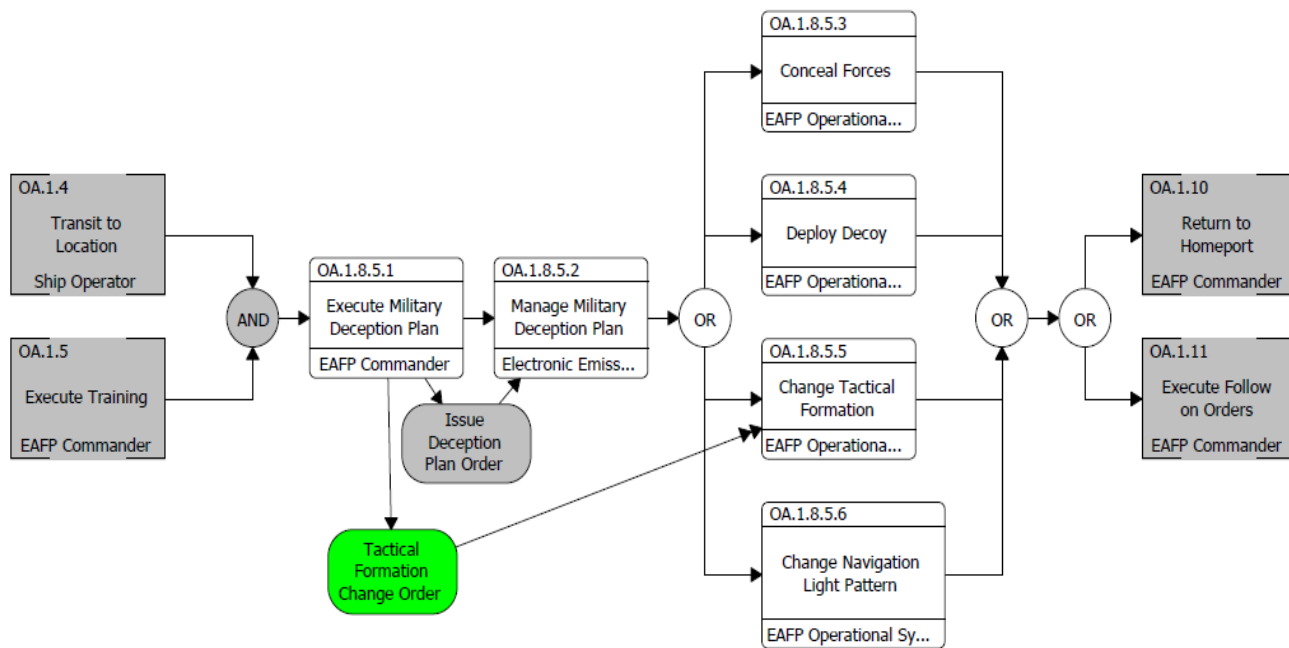 OA.1.4
Transit to
Location
Ship Operator
OA.1.5
Execute Training
EAFP Commander
AND
OA.1.8.5.1
Execute Military
Deception Plan
EAFP Commander
OA.1.8.5.2
Manage Military
Deception Plan
Electronic Emiss...
Issue
Deception
Plan Order
Tactical
Formation
Change Order
OR
OA.1.8.5.3
Conceal Forces
EAFP Operationa...
OA.1.8.5.4
Deploy Decoy
EAFP Operationa...
OA.1.8.5.5
Change Tactical
Formation
EAFP Operationa...
OA.1.8.5.6
Change Navigation
Light Pattern
EAFP Operational Sy...
OR
OR
OA.1.10
Return to
Homeport
EAFP Commander
OA.1.11
Execute Follow
on Orders
EAFP Commander